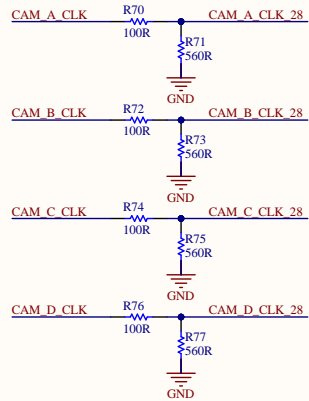 CAM_A_CLK R70 CAM_A_CLK_28
100R R71
560R
GND
CAM_B_CLK R72 CAM_B_CLK_28
100R R73
560R
GND
CAM_C_CLK R74 CAM_C_CLK_28
100R R75
560R
GND
CAM_D_CLK R76 CAM_D_CLK_28
100R R77
560R
GND